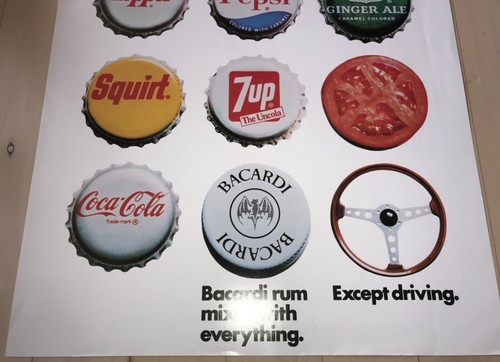 Pepsi
COLORED WITH CARAMEL
GINGER ALE
CARAMEL COLORED
Squirt.
7up
The Uncola
Coca-Cola
Trade-mark ®
BACARDI
BACARDI
Bacardi rum
with
everything.
Except driving.